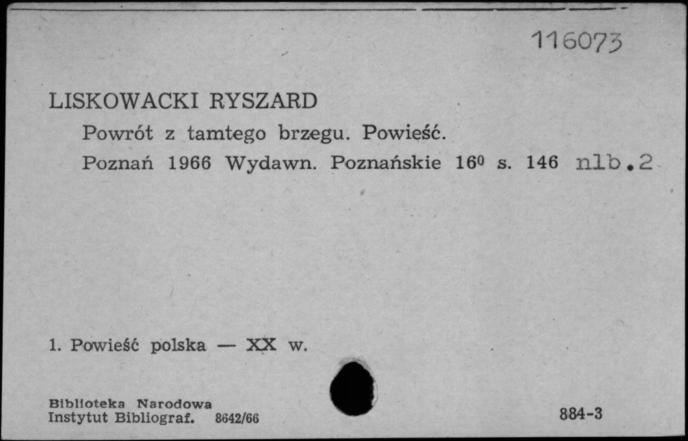 116073
LISKOWACKI RYSZARD
Powrót z tamtego brzegu. Powieść.
Poznań 1966 Wydawn. Poznańskie 16⁰ s. 146 nlb.2
1. Powieść polska — XX w.
Biblioteka Narodowa
Instytut Bibliograf. 8642/66
884-3